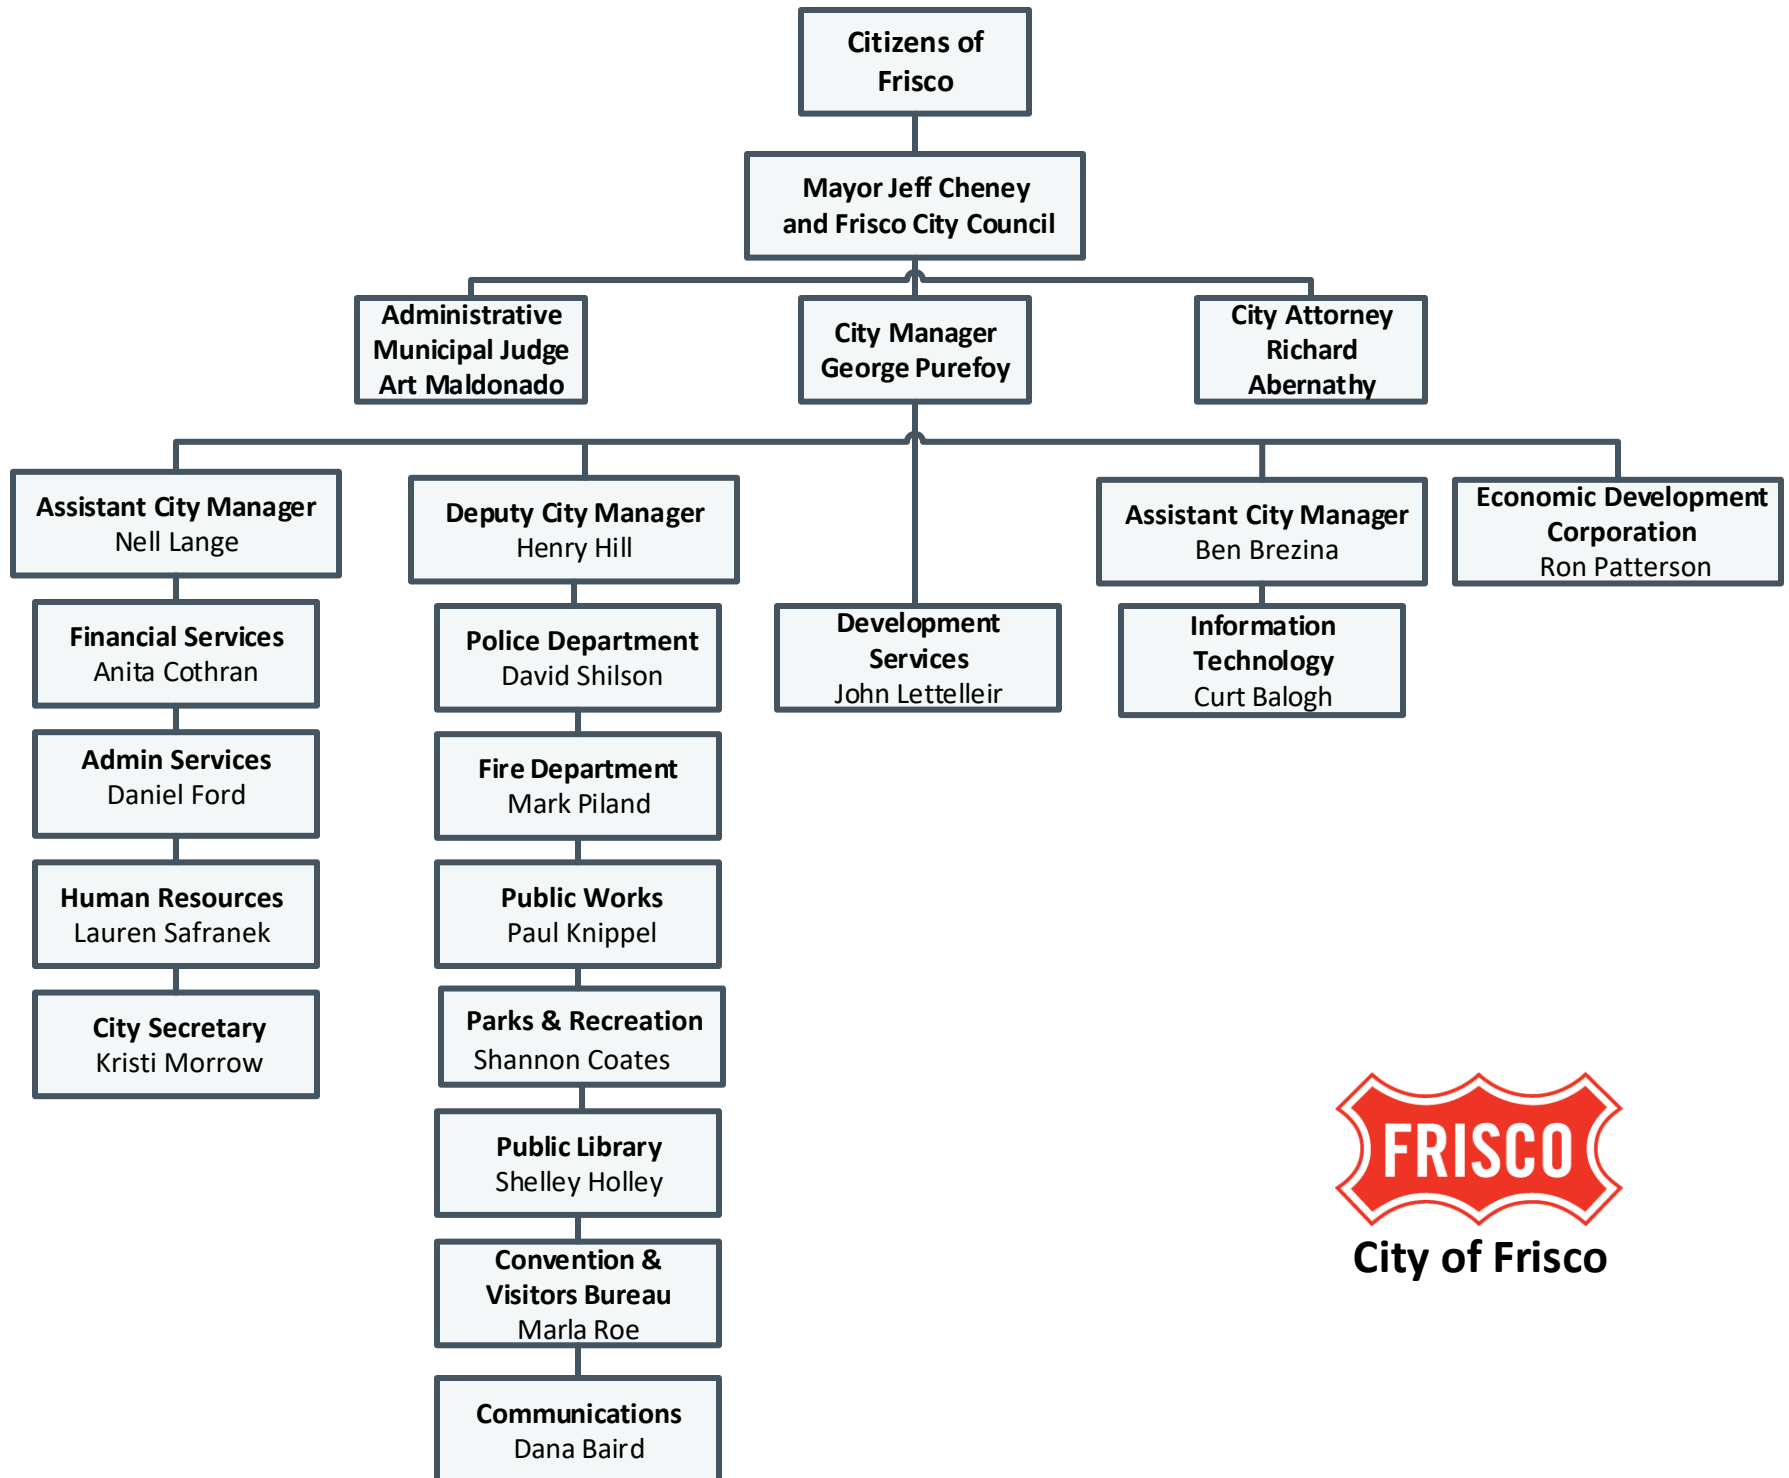 Citizens of
Frisco
Mayor Jeff Cheney
and Frisco City Council
Administrative
Municipal Judge
Art Maldonado
City Manager
George Purefoy
City Attorney
Richard
Abernathy
Assistant City Manager
Nell Lange
Deputy City Manager
Henry Hill
Assistant City Manager
Ben Brezina
Economic Development
Corporation
Ron Patterson
Financial Services
Anita Cothran
Admin Services
Daniel Ford
Human Resources
Lauren Safranek
City Secretary
Kristi Morrow
Police Department
David Shilson
Fire Department
Mark Piland
Public Works
Paul Knippel
Parks & Recreation
Shannon Coates
Public Library
Shelley Holley
Convention &
Visitors Bureau
Marla Roe
Communications
Dana Baird
Development
Services
John Lettelleir
Information
Technology
Curt Balogh
FRISCO
City of Frisco